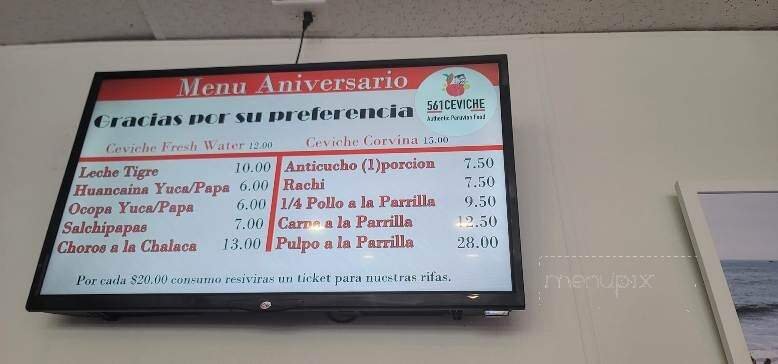 Menu Aniversario
Gracias por su preferencia
561CEVICHE
Authentic Peruvian Food
Ceviche Fresh Water 12.00
Ceviche Corvina 15.00
Leche Tigre 10.00
Huancaina Yuca/Papa 6.00
Ocopa Yuca/Papa 6.00
Salchipapas 7.00
Choros a la Chalaca 13.00
Anticucho (1)porcion 7.50
Rachi 7.50
1/4 Pollo a la Parrilla 9.50
Carne a la Parrilla 12.50
Pulpo a la Parrilla 28.00
Por cada $20.00 consumo resiviras un ticket para nuestras rifas.
menupix